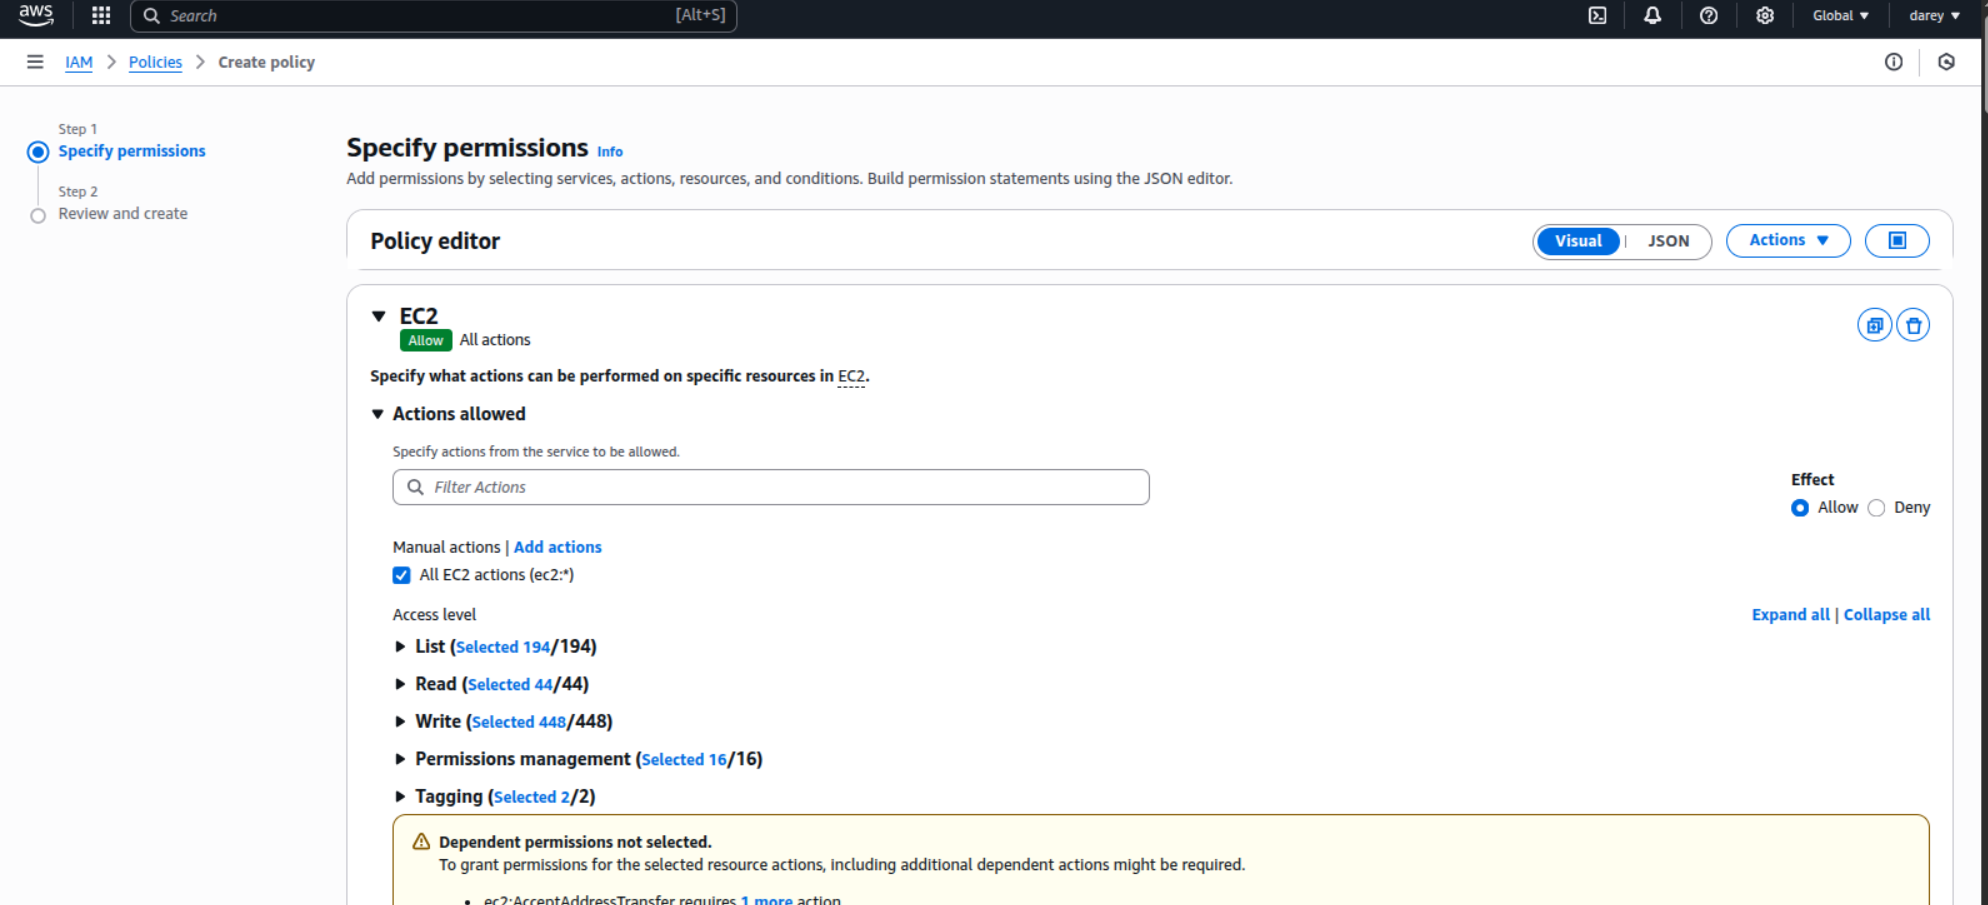 aws
Search [Alt+S]
Global ▼ darey ▼
IAM > Policies > Create policy
Step 1
Specify permissions
Step 2
Review and create
Specify permissions Info
Add permissions by selecting services, actions, resources, and conditions. Build permission statements using the JSON editor.
Policy editor
Visual | JSON
Actions ▼
EC2
Allow All actions
Specify what actions can be performed on specific resources in EC2.
Actions allowed
Specify actions from the service to be allowed.
Filter Actions
Effect
Allow Deny
Manual actions | Add actions
All EC2 actions (ec2:*)
Access level
Expand all | Collapse all
List (Selected 194/194)
Read (Selected 44/44)
Write (Selected 448/448)
Permissions management (Selected 16/16)
Tagging (Selected 2/2)
Dependent permissions not selected.
To grant permissions for the selected resource actions, including additional dependent actions might be required.
• ec2:AcceptAddressTransfer requires 1 more action